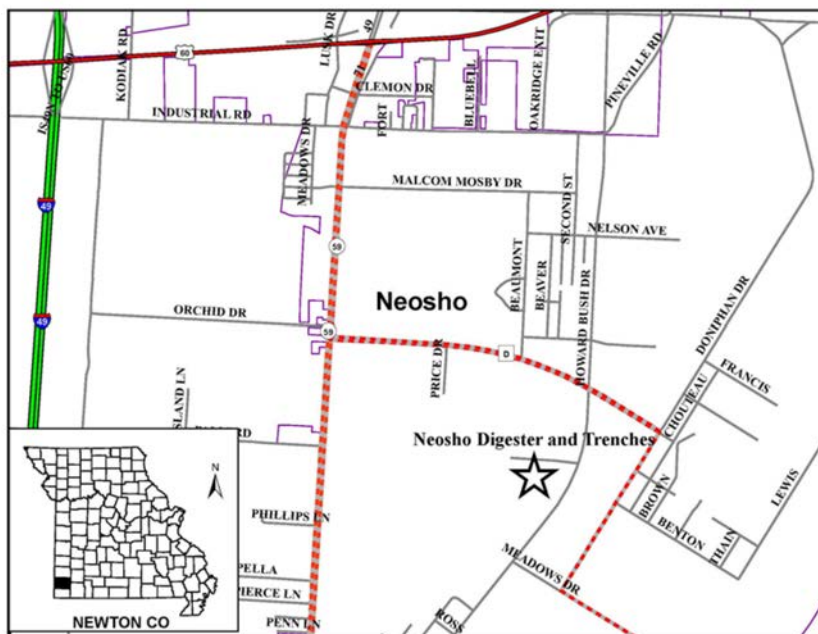 49
71
60
KODIAK RD
LUSK DR
CLEMON DR
BLUEBELL
OAKRIDGE EXIT
PINEVILLE RD
INDUSTRIAL RD
FORT
MEADOWS DR
MALCOM MOSBY DR
SECOND ST
49
59
NELSON AVE
BEAUMONT
BEAVER
HOWARD BUSH DR
DONIPHAN DR
Neosho
ORCHID DR
49
59
D
PRICE DR
FRANCIS
CHOUTEAU
Neosho Digester and Trenches
LEWIS
BROWN
BENTON
THAIN
N
PHILLIPS LN
MEADOWS DR
PIERCE LN
PENN LN
ROSS
NEWTON CO